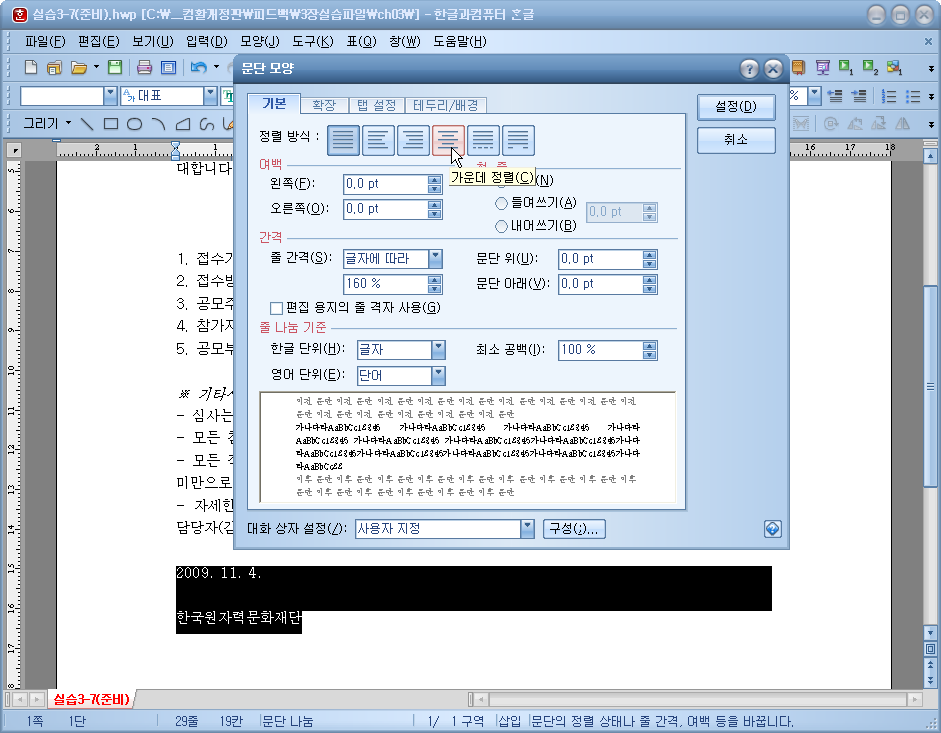 실습3-7(준비).hwp [C:\...컴활개정판\피드백\3장실습파일\ch03\] - 한글과컴퓨터 흔글
파일(F) 편집(E) 보기(U) 입력(D) 모양(J) 도구(K) 표(Q) 창(W) 도움말(H)
문단 모양
대표
%
그리기
기본 확장 탭 설정 테두리/배경
설정(D)
취소
정렬 방식 :
가운데 정렬(C)
(N)
여백
왼쪽(F): 0,0 pt
오른쪽(O): 0,0 pt
들여쓰기(A)
0,0 pt
내어쓰기(B)
간격
줄 간격(S): 글자에 따라
160 %
문단 위(U): 0,0 pt
문단 아래(V): 0,0 pt
편집 용지의 줄 격자 사용(G)
줄 나눔 기준
한글 단위(H): 글자
최소 공백(I): 100 %
영어 단위(E): 단어
대화 상자 설정(/): 사용자 지정
구성(;)...
2 1 1 16 17 18
대합니다
1. 접수기
2. 접수방
3. 공모주
4. 참가자
5. 공모부
※ 기타
- 심사는
- 모든
- 모든
미만으로
- 자세한
담당자(김
2009. 11. 4.
한국원자력문화재단
실습3-7(준비)
1쪽 1단 29줄 19칸 문단 나눔 1/ 1 구역 삽입 문단의 정렬 상태나 줄 간격, 여백 등을 바꿉니다.